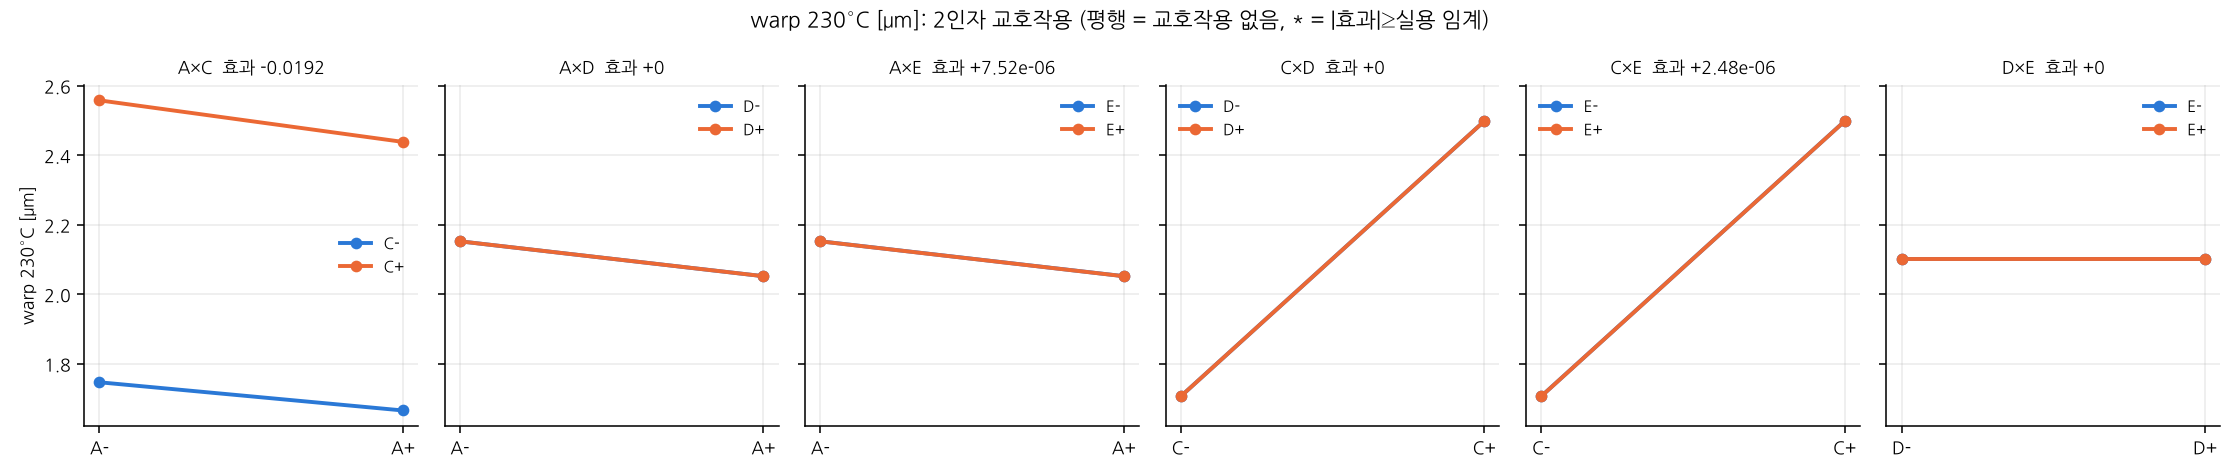 warp 230°C [µm]: 2인자 교호작용 (평행 = 교호작용 없음, * = |효과|≥실용 임계)
A×C 효과 -0.0192
A×D 효과 +0
A×E 효과 +7.52e-06
C×D 효과 +0
C×E 효과 +2.48e-06
D×E 효과 +0
warp 230°C [µm]
2.6
2.4
2.2
2.0
1.8
C-
C+
A-
A+
D-
D+
A-
A+
E-
E+
A-
A+
D-
D+
C-
C+
E-
E+
C-
C+
E-
E+
D-
D+